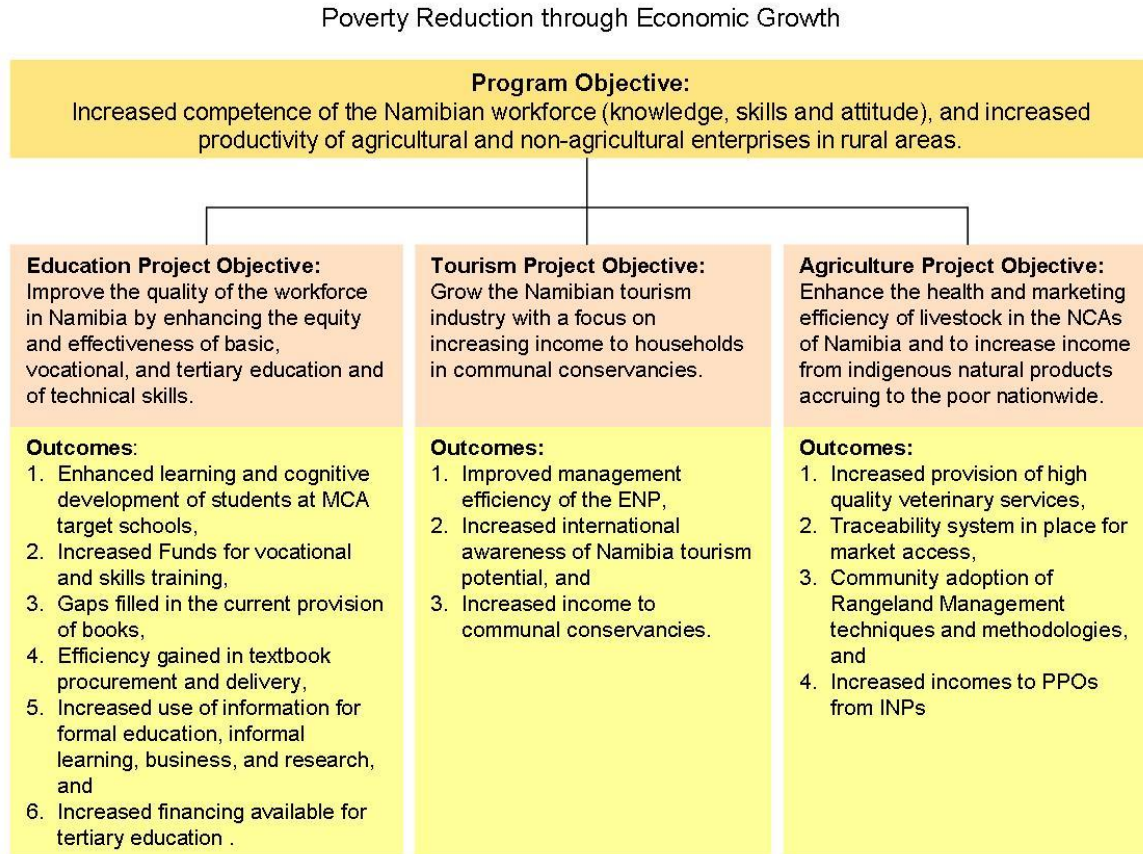 Poverty Reduction through Economic Growth
Program Objective:
Increased competence of the Namibian workforce (knowledge, skills and attitude), and increased
productivity of agricultural and non-agricultural enterprises in rural areas.
Education Project Objective:
Improve the quality of the workforce
in Namibia by enhancing the equity
and effectiveness of basic,
vocational, and tertiary education and
of technical skills.
Outcomes:
1. Enhanced learning and cognitive
development of students at MCA
target schools,
2. Increased Funds for vocational
and skills training,
3. Gaps filled in the current provision
of books,
4. Efficiency gained in textbook
procurement and delivery,
5. Increased use of information for
formal education, informal
learning, business, and research,
and
6. Increased financing available for
tertiary education .
Tourism Project Objective:
Grow the Namibian tourism
industry with a focus on
increasing income to households
in communal conservancies.
Outcomes:
1. Improved management
efficiency of the ENP,
2. Increased international
awareness of Namibia tourism
potential, and
3. Increased income to
communal conservancies.
Agriculture Project Objective:
Enhance the health and marketing
efficiency of livestock in the NCAs
of Namibia and to increase income
from indigenous natural products
accruing to the poor nationwide.
Outcomes:
1. Increased provision of high
quality veterinary services,
2. Traceability system in place for
market access,
3. Community adoption of
Rangeland Management
techniques and methodologies,
and
4. Increased incomes to PPOs
from INPs